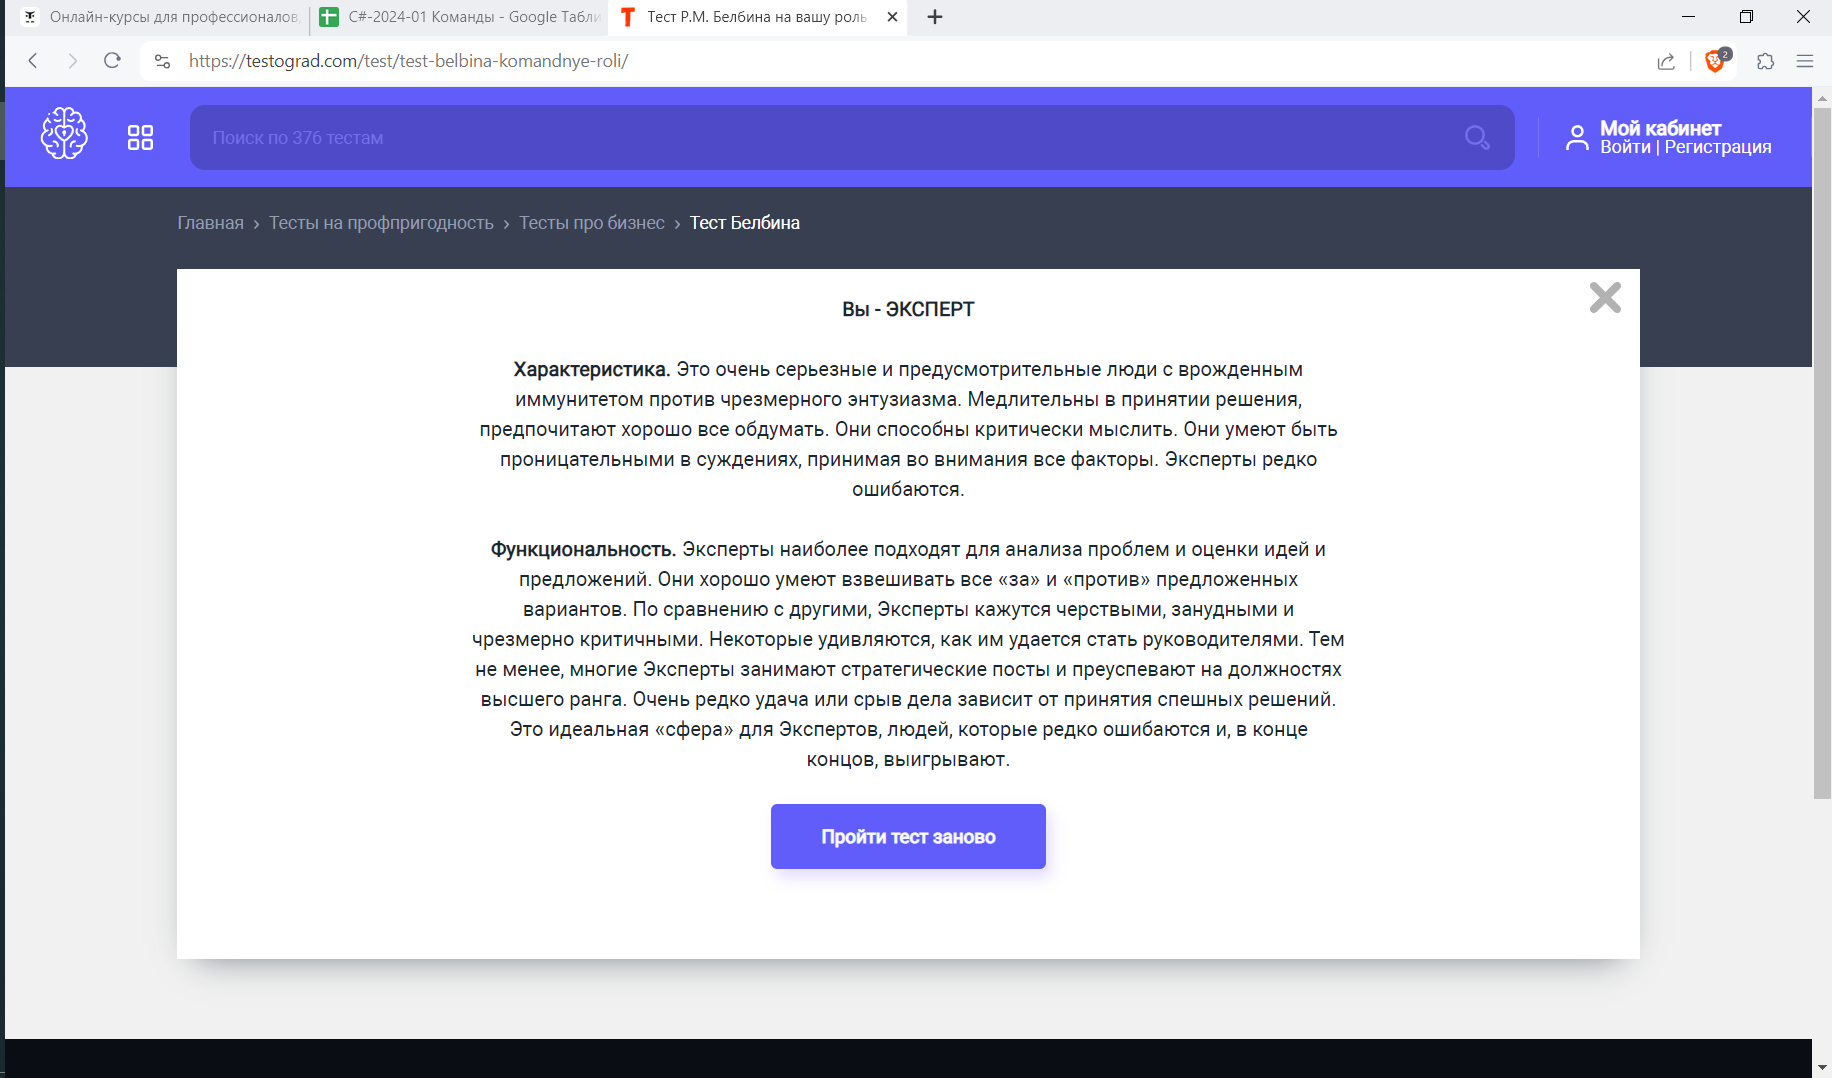 Онлайн-курсы для профессионалов,
C#-2024-01 Команды - Google Табли
Тест Р.М. Белбина на вашу роль
https://testograd.com/test/test-belbina-komandnye-roli/
2
Поиск по 376 тестам
Мой кабинет
Войти | Регистрация
Главная › Тесты на профпригодность › Тесты про бизнес › Тест Белбина
Вы - ЭКСПЕРТ
Характеристика. Это очень серьезные и предусмотрительные люди с врожденным
иммунитетом против чрезмерного энтузиазма. Медлительны в принятии решения,
предпочитают хорошо все обдумать. Они способны критически мыслить. Они умеют быть
проницательными в суждениях, принимая во внимания все факторы. Эксперты редко
ошибаются.
Функциональность. Эксперты наиболее подходят для анализа проблем и оценки идей и
предложений. Они хорошо умеют взвешивать все «за» и «против» предложенных
вариантов. По сравнению с другими, Эксперты кажутся черствыми, занудными и
чрезмерно критичными. Некоторые удивляются, как им удается стать руководителями. Тем
не менее, многие Эксперты занимают стратегические посты и преуспевают на должностях
высшего ранга. Очень редко удача или срыв дела зависит от принятия спешных решений.
Это идеальная «сфера» для Экспертов, людей, которые редко ошибаются и, в конце
концов, выигрывают.
Пройти тест заново